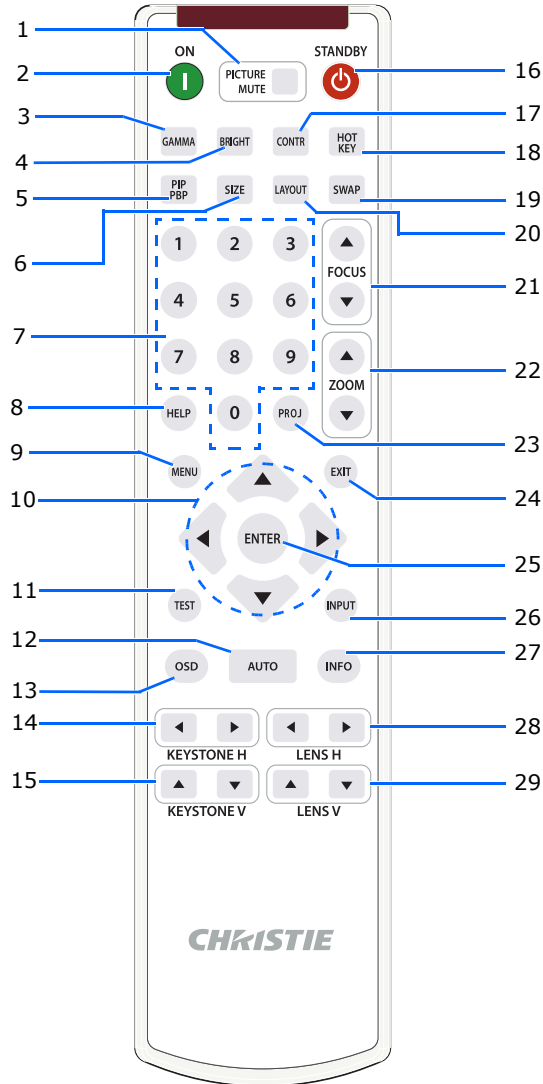 1
ON
STANDBY
2
PICTURE MUTE
16
3
17
GAMMA
BRIGHT
CONTR
HOT KEY
4
18
5
PIP PBP
SIZE
LAYOUT
SWAP
19
6
20
1
2
3
FOCUS
21
4
5
6
7
7
8
9
ZOOM
22
8
HELP
0
PROJ
23
9
MENU
EXIT
24
10
ENTER
25
11
TEST
INPUT
26
12
27
OSD
AUTO
INFO
13
14
28
KEYSTONE H
LENS H
15
29
KEYSTONE V
LENS V
CHRISTIE